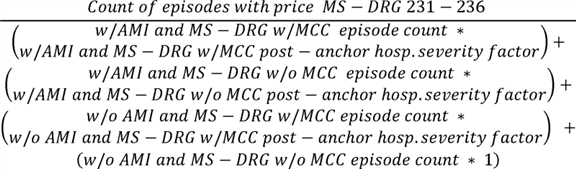 Count of episodes with price MS − DRG 231 − 236
(w/AMI and MS − DRG w/MCC episode count ∗
w/AMI and MS − DRG w/MCC post − anchor hosp. severity factor) +
(w/AMI and MS − DRG w/o MCC episode count ∗
w/AMI and MS − DRG w/o MCC post − anchor hosp. severity factor) +
(w/o AMI and MS − DRG w/MCC episode count ∗
w/o AMI and MS − DRG w/MCC post − anchor hosp. severity factor) +
(w/o AMI and MS − DRG w/o MCC episode count ∗ 1)